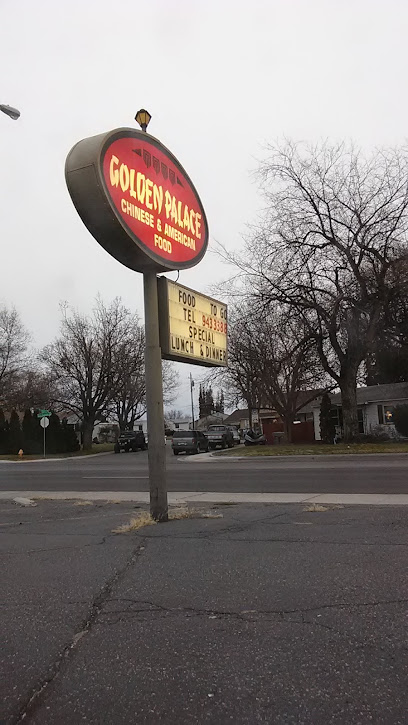 GOLDEN PALACE
CHINESE & AMERICAN
FOOD
FOOD TO GO
TEL
SPECIAL
LUNCH & DINNER